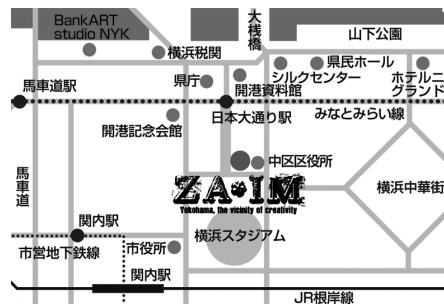 BankART
studio NYK
大桟橋
山下公園
横浜税関
県庁
開港資料館
シルクセンター
県民ホール
ホテルニュ
グランド
馬車道駅
日本大通り駅
みなとみらい線
開港記念会館
中区区役所
馬車道
ZA IM
Yokohama, the vicinity of creativity
横浜中華街
関内駅
市営地下鉄線
市役所
横浜スタジアム
関内駅
JR根岸線